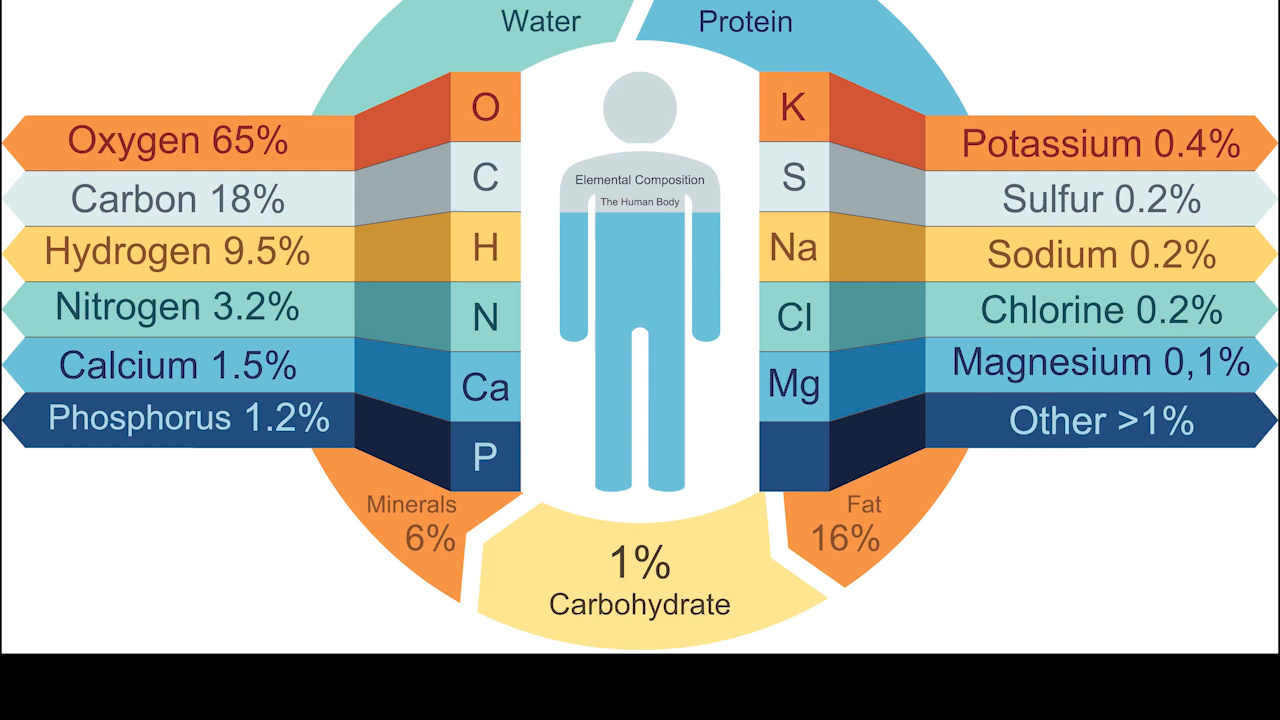 Water
Protein
O
K
Oxygen 65%
Potassium 0.4%
C
S
Elemental Composition
The Human Body
Carbon 18%
Sulfur 0.2%
H
Na
Hydrogen 9.5%
Sodium 0.2%
N
Cl
Nitrogen 3.2%
Chlorine 0.2%
Ca
Mg
Calcium 1.5%
Magnesium 0,1%
P
Phosphorus 1.2%
Other >1%
Minerals
6%
Fat
16%
1%
Carbohydrate